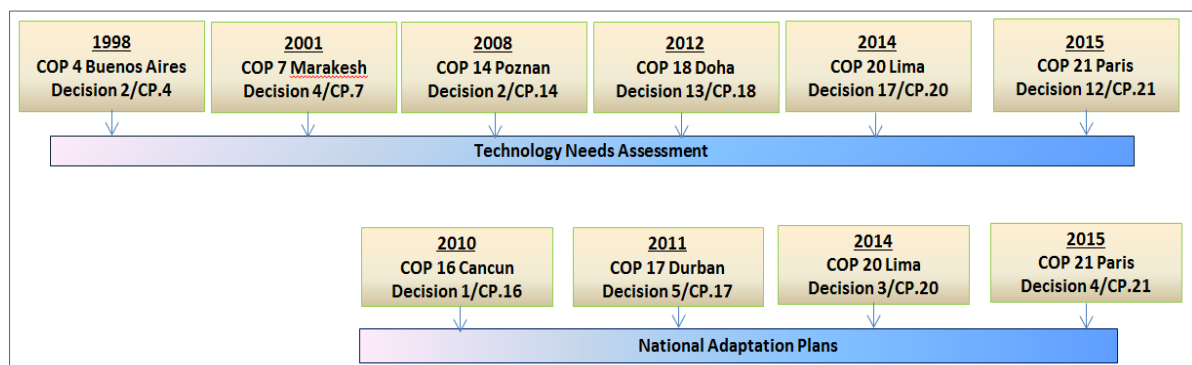 1998
COP 4 Buenos Aires
Decision 2/CP.4
2001
COP 7 Marakesh
Decision 4/CP.7
2008
COP 14 Poznan
Decision 2/CP.14
2012
COP 18 Doha
Decision 13/CP.18
2014
COP 20 Lima
Decision 17/CP.20
2015
COP 21 Paris
Decision 12/CP.21
Technology Needs Assessment
2010
COP 16 Cancun
Decision 1/CP.16
2011
COP 17 Durban
Decision 5/CP.17
2014
COP 20 Lima
Decision 3/CP.20
2015
COP 21 Paris
Decision 4/CP.21
National Adaptation Plans